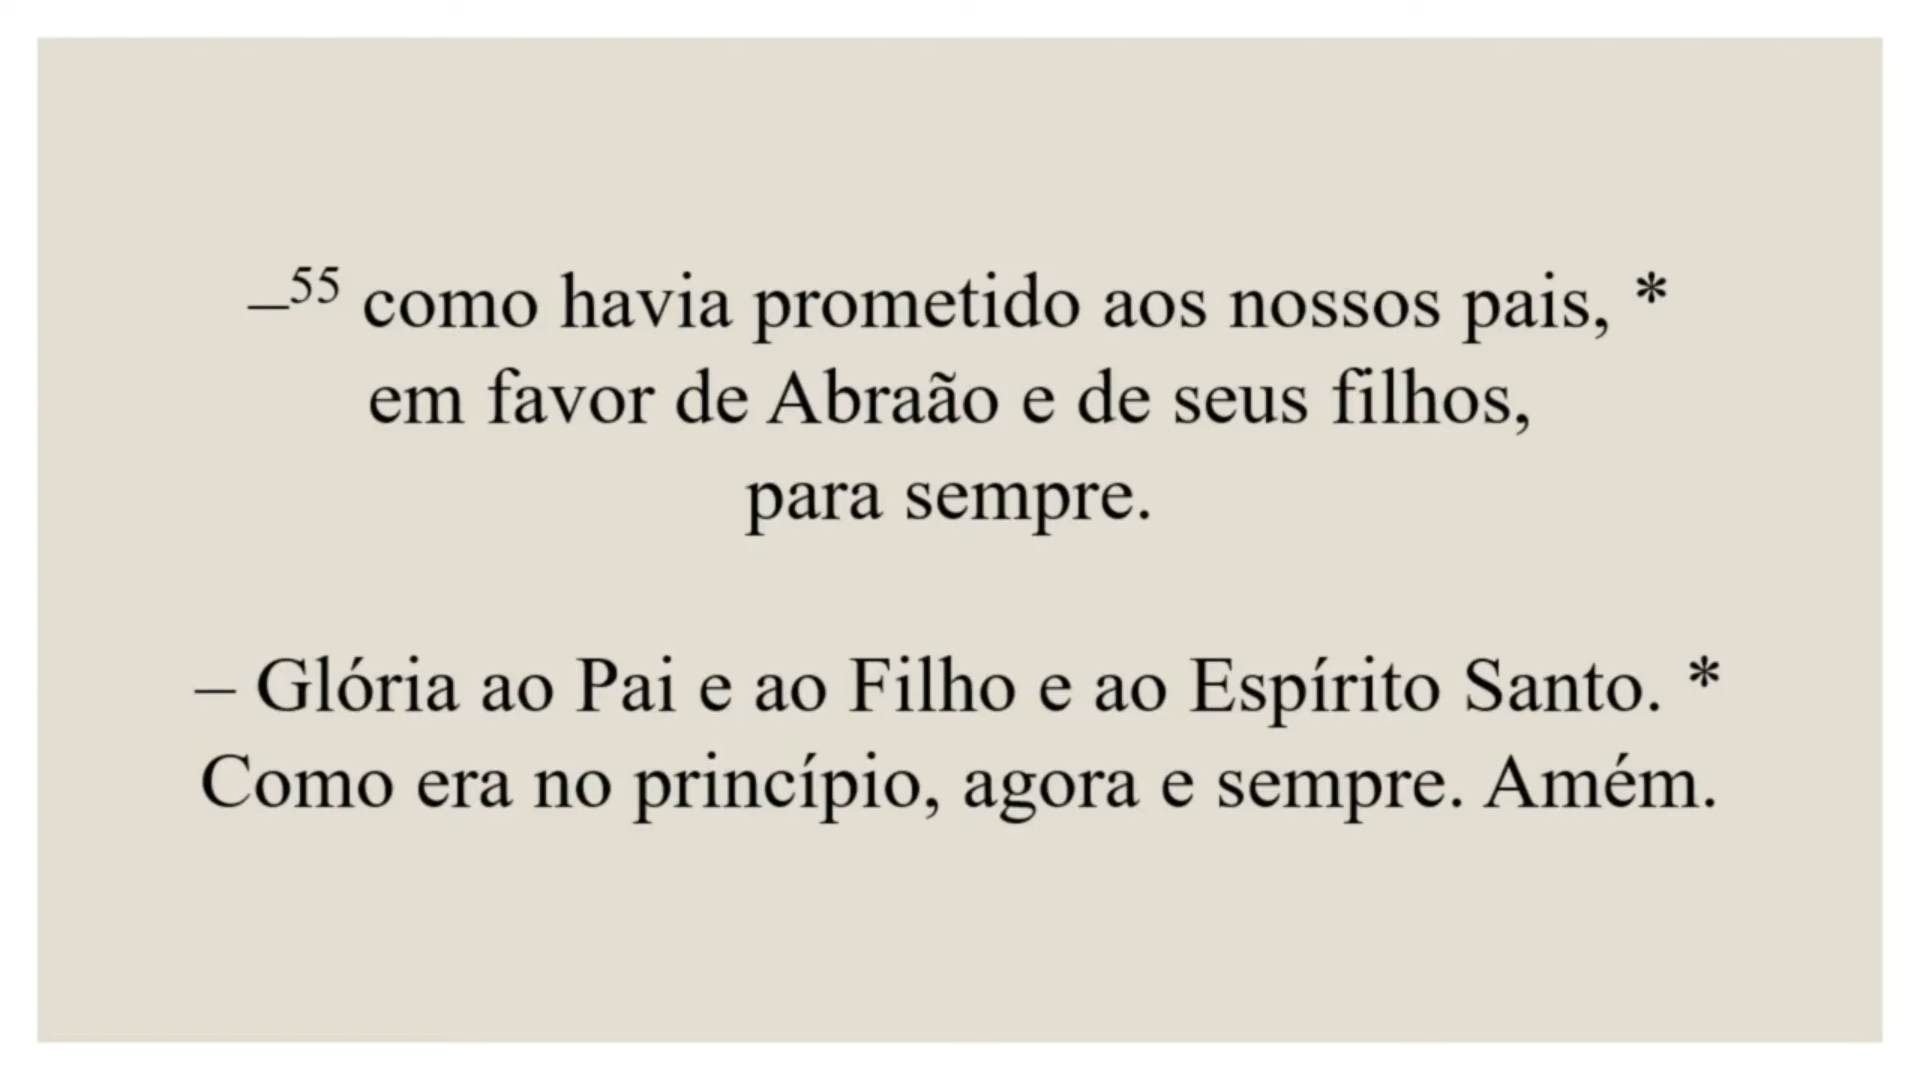 –⁵⁵ como havia prometido aos nossos pais, *
em favor de Abraão e de seus filhos,
para sempre.
– Glória ao Pai e ao Filho e ao Espírito Santo. *
Como era no princípio, agora e sempre. Amém.